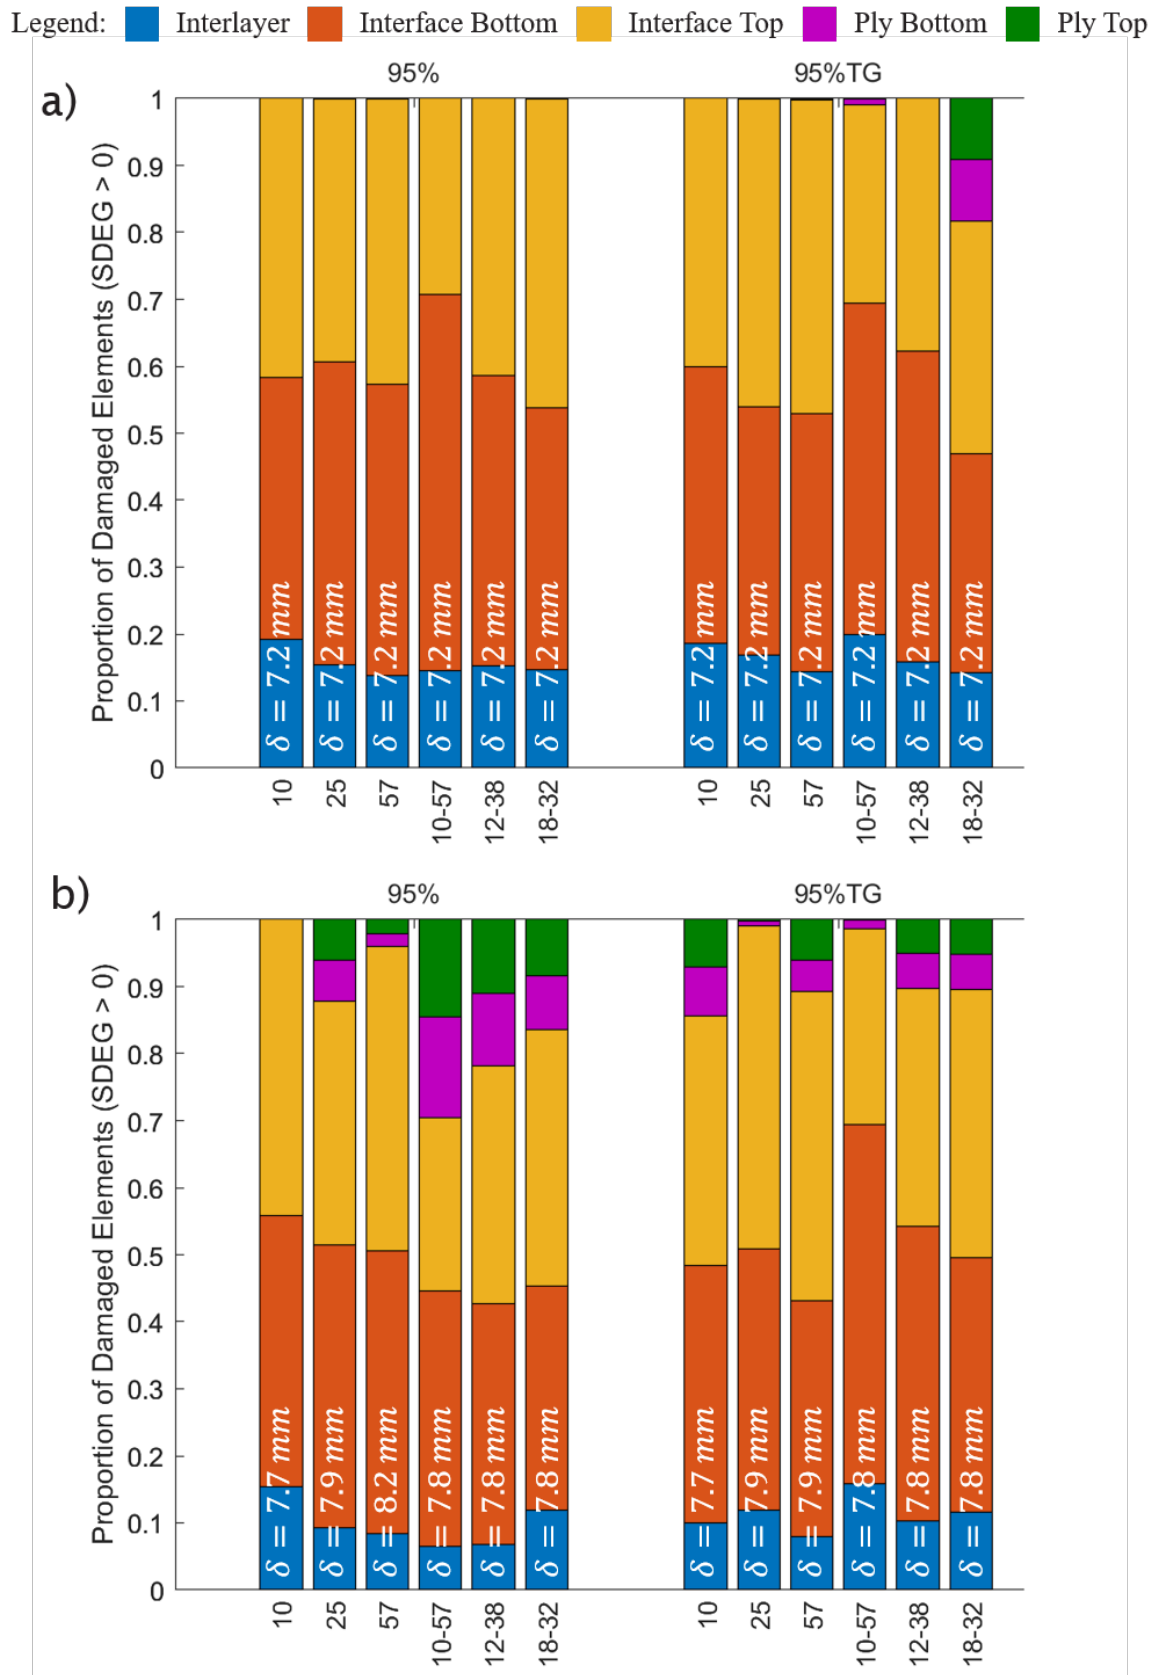 Legend: Interlayer Interface Bottom Interface Top Ply Bottom Ply Top
a)
95% 95%TG
Proportion of Damaged Elements (SDEG > 0)
1
0.9
0.8
0.7
0.6
0.5
0.4
0.3
0.2
0.1
0
δ = 7.2 mm δ = 7.2 mm δ = 7.2 mm δ = 7.2 mm δ = 7.2 mm δ = 7.2 mm δ = 7.2 mm δ = 7.2 mm δ = 7.2 mm δ = 7.2 mm δ = 7.2 mm δ = 7.2 mm
10 25 57 10-57 12-38 18-32 10 25 57 10-57 12-38 18-32
b)
95% 95%TG
Proportion of Damaged Elements (SDEG > 0)
1
0.9
0.8
0.7
0.6
0.5
0.4
0.3
0.2
0.1
0
δ = 7.7 mm δ = 7.9 mm δ = 8.2 mm δ = 7.8 mm δ = 7.8 mm δ = 7.8 mm δ = 7.7 mm δ = 7.9 mm δ = 7.9 mm δ = 7.8 mm δ = 7.8 mm δ = 7.8 mm
10 25 57 10-57 12-38 18-32 10 25 57 10-57 12-38 18-32